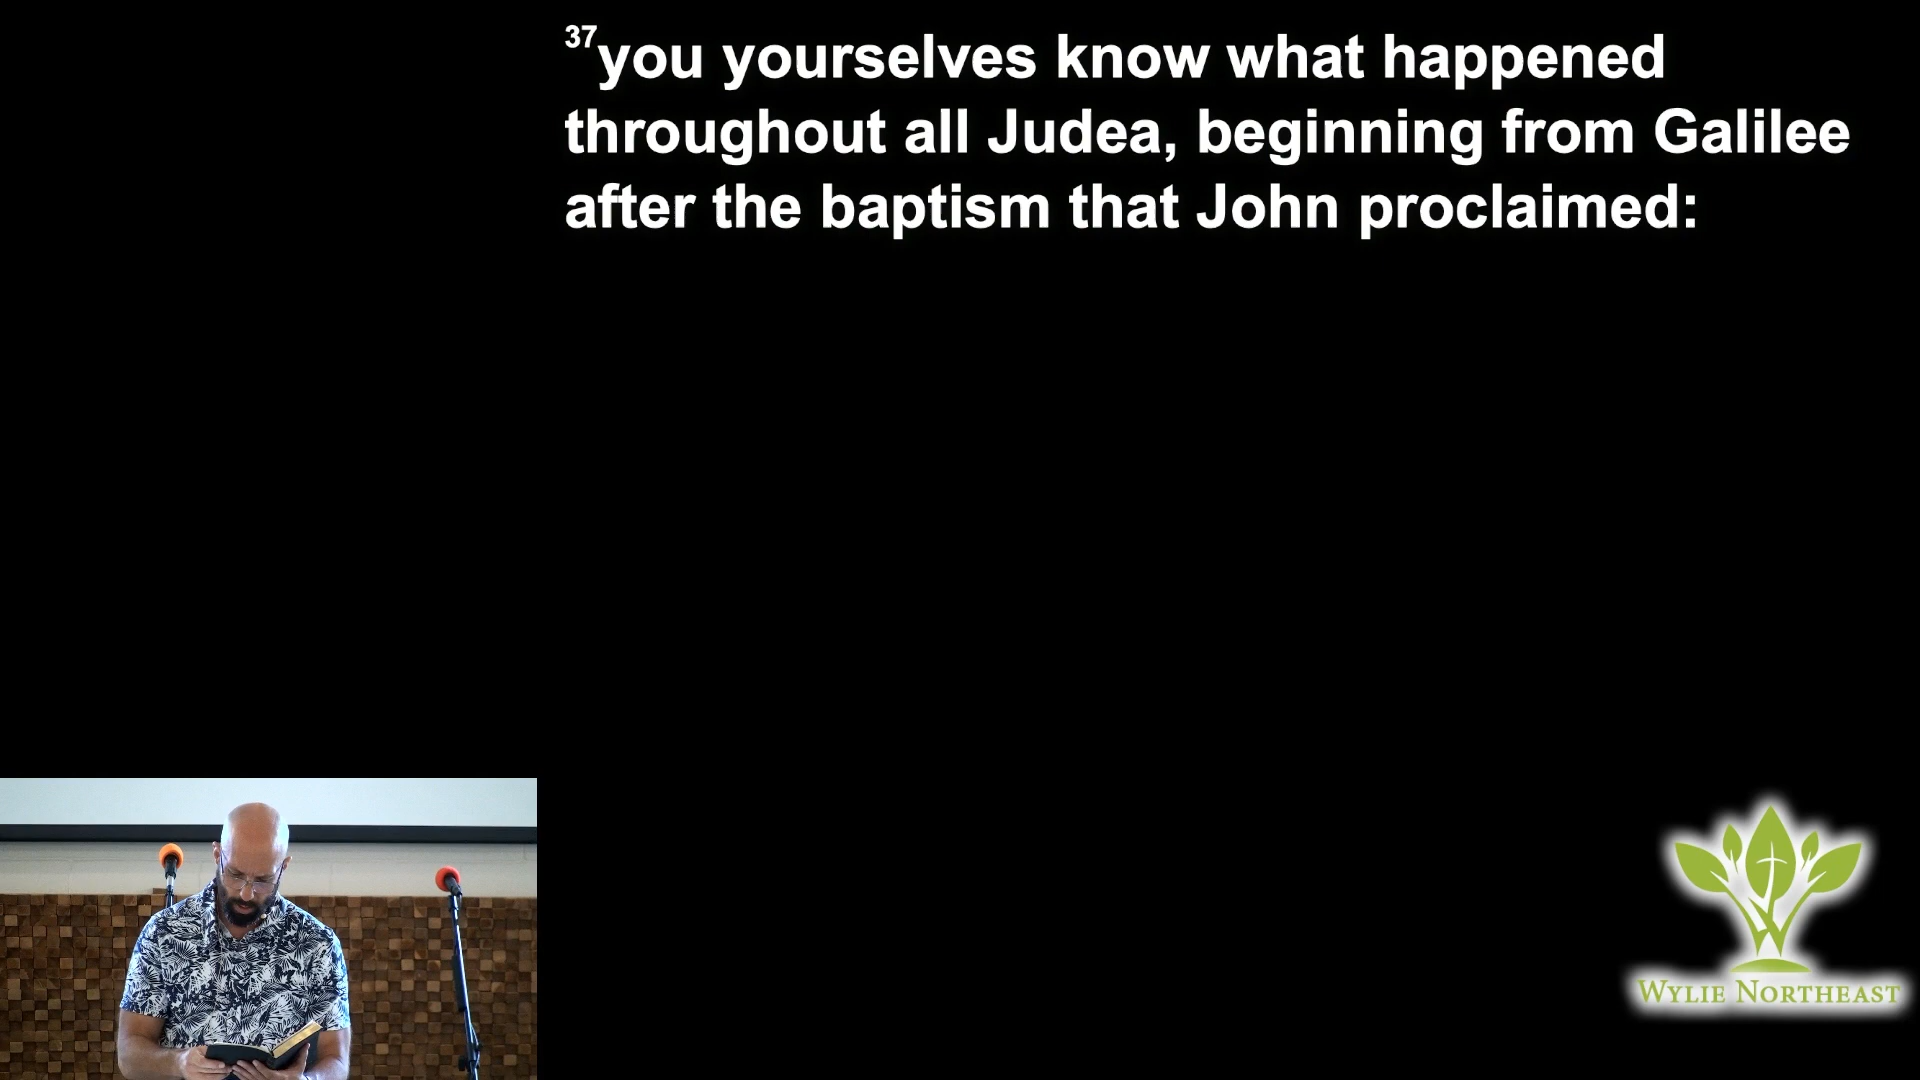 37you yourselves know what happened
throughout all Judea, beginning from Galilee
after the baptism that John proclaimed:
WYLIE NORTHEAST